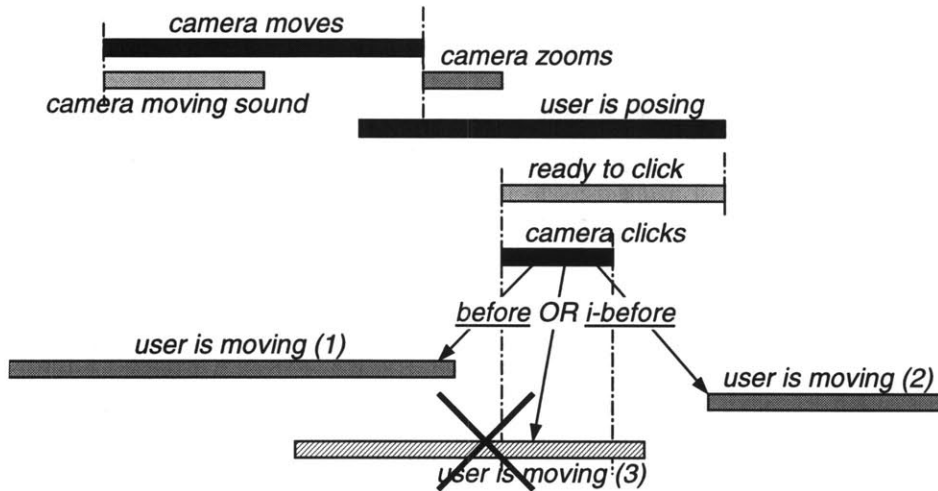 camera moves
camera zooms
camera moving sound
user is posing
ready to click
camera clicks
before OR i-before
user is moving (1)
user is moving (2)
user is moving (3)